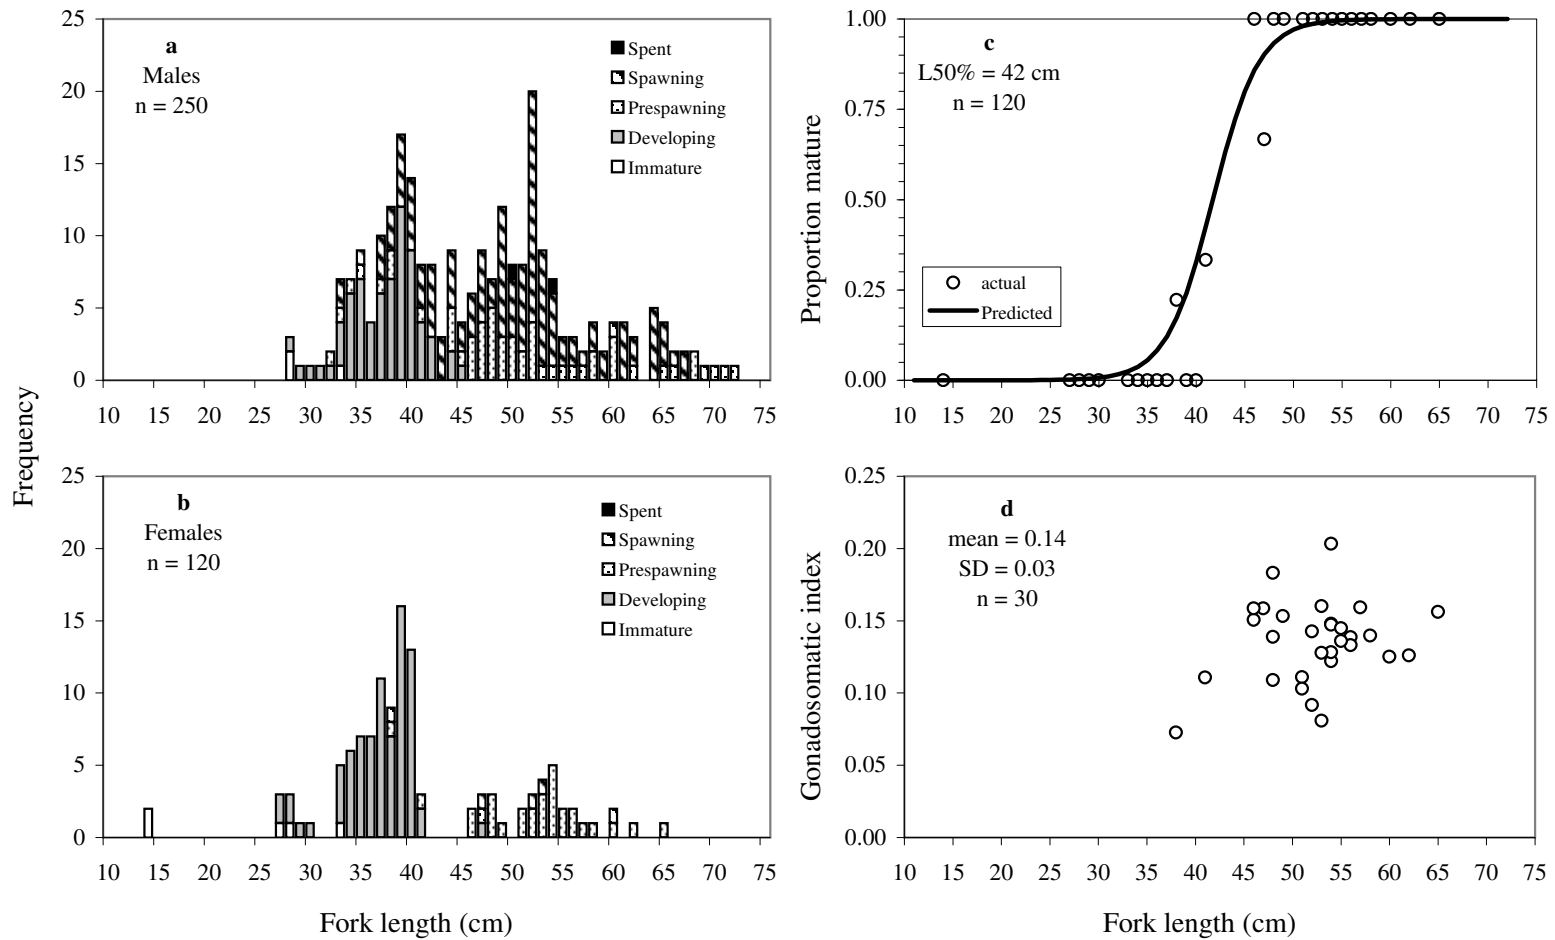 Frequency
25
20
15
10
5
0
a
Males
n = 250
Spent
Spawning
Prespawning
Developing
Immature
10 15 20 25 30 35 40 45 50 55 60 65 70 75
25
20
15
10
5
0
b
Females
n = 120
Spent
Spawning
Prespawning
Developing
Immature
10 15 20 25 30 35 40 45 50 55 60 65 70 75
Fork length (cm)
Proportion mature
1.00
0.75
0.50
0.25
0.00
c
L50% = 42 cm
n = 120
actual
Predicted
10 15 20 25 30 35 40 45 50 55 60 65 70 75
Gonadosomatic index
0.25
0.20
0.15
0.10
0.05
0.00
d
mean = 0.14
SD = 0.03
n = 30
10 15 20 25 30 35 40 45 50 55 60 65 70 75
Fork length (cm)